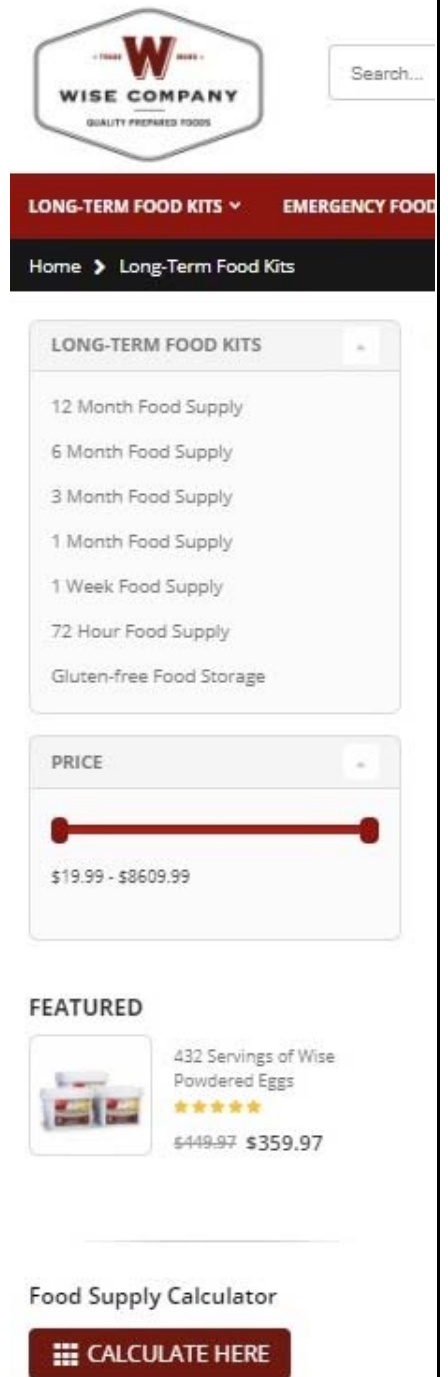 - TRADE W MARK -
WISE COMPANY
QUALITY PREPARED FOODS
Search...
LONG-TERM FOOD KITS
EMERGENCY FOOD
Home > Long-Term Food Kits
LONG-TERM FOOD KITS
12 Month Food Supply
6 Month Food Supply
3 Month Food Supply
1 Month Food Supply
1 Week Food Supply
72 Hour Food Supply
Gluten-free Food Storage
PRICE
$19.99 - $8609.99
FEATURED
432 Servings of Wise
Powdered Eggs
$449.97 $359.97
Food Supply Calculator
CALCULATE HERE